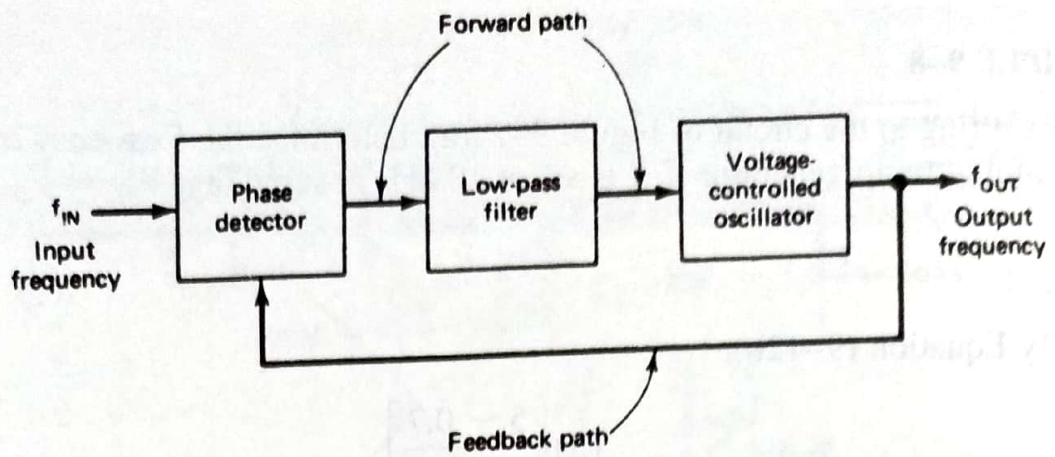 Forward path
Phase
detector
Low-pass
filter
Voltage-
controlled
oscillator
f_IN
Input
frequency
f_OUT
Output
frequency
Feedback path